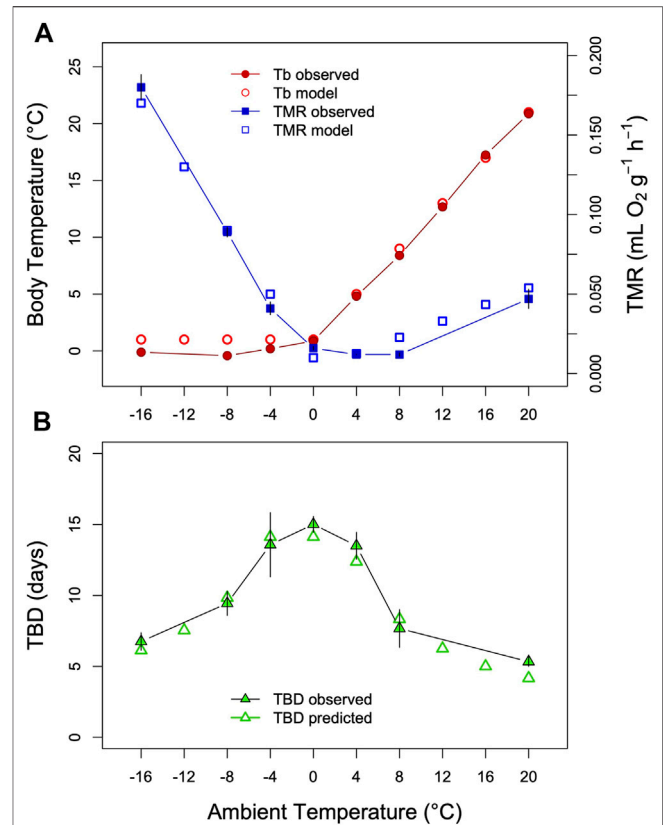 A
Body Temperature (°C)
25
20
15
10
5
0
Tb observed
Tb model
TMR observed
TMR model
0.200
0.150
0.100
0.050
0.000
TMR (mL O2 g⁻¹ h⁻¹)
-16 -12 -8 -4 0 4 8 12 16 20
B
TBD (days)
20
15
10
5
0
TBD observed
TBD predicted
-16 -12 -8 -4 0 4 8 12 16 20
Ambient Temperature (°C)